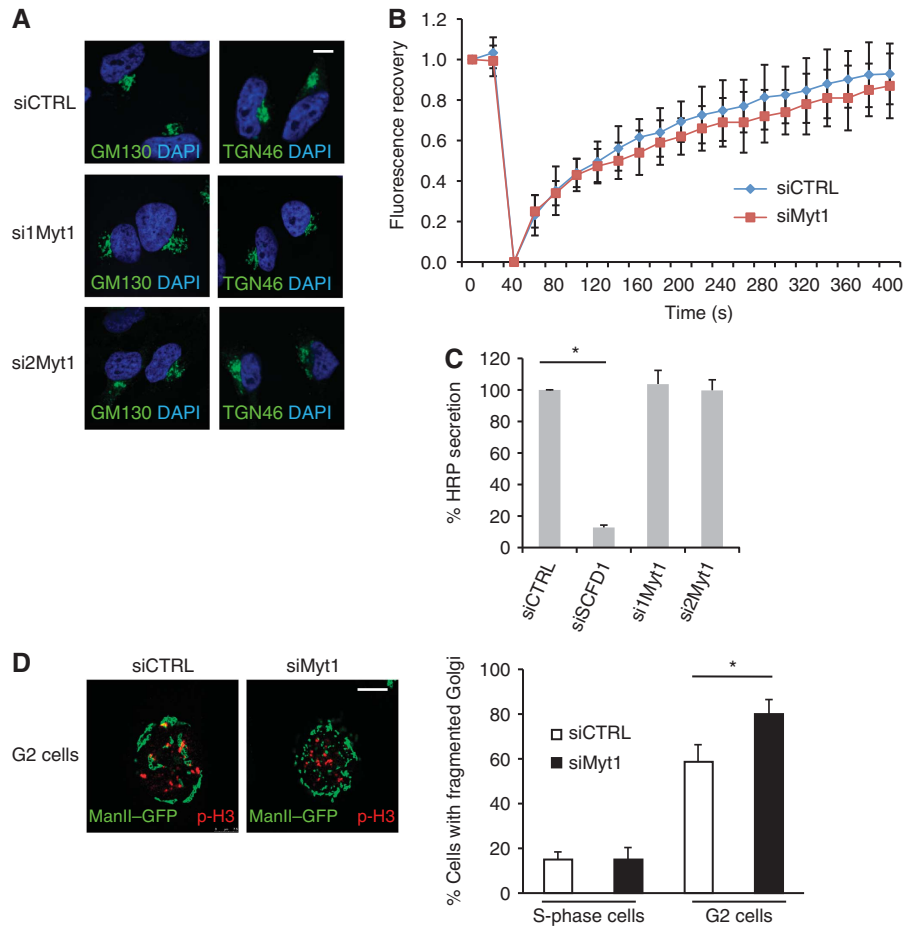 A
siCTRL
GM130 DAPI
TGN46 DAPI
si1Myt1
GM130 DAPI
TGN46 DAPI
si2Myt1
GM130 DAPI
TGN46 DAPI
B
Fluorescence recovery
1.2
1.0
0.8
0.6
0.4
0.2
0.0
siCTRL
siMyt1
0 40 80 120 160 200 240 280 320 360 400
Time (s)
C
% HRP secretion
120
100
80
60
40
20
0
*
siCTRL
siSCFD1
si1Myt1
si2Myt1
D
siCTRL
siMyt1
G2 cells
ManII–GFP p-H3
ManII–GFP p-H3
% Cells with fragmented Golgi
100
80
60
40
20
0
*
siCTRL
siMyt1
S-phase cells
G2 cells